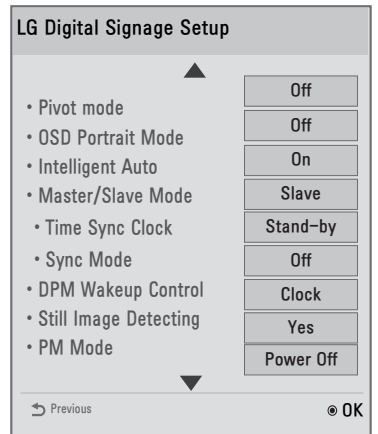 LG Digital Signage Setup
• Pivot mode Off
• OSD Portrait Mode Off
• Intelligent Auto On
• Master/Slave Mode Slave
• Time Sync Clock Stand-by
• Sync Mode Off
• DPM Wakeup Control Clock
• Still Image Detecting Yes
• PM Mode Power Off
Previous
OK